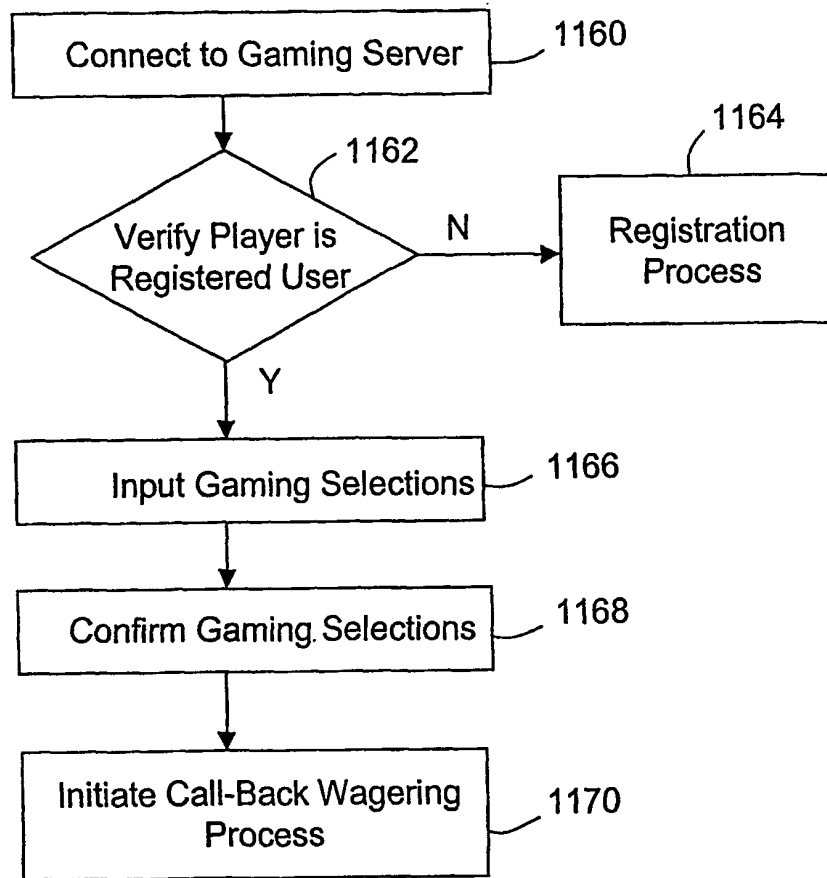 Connect to Gaming Server
1160
1162
1164
Verify Player is
Registered User
N
Registration
Process
Y
Input Gaming Selections
1166
Confirm Gaming Selections
1168
Initiate Call-Back Wagering
Process
1170